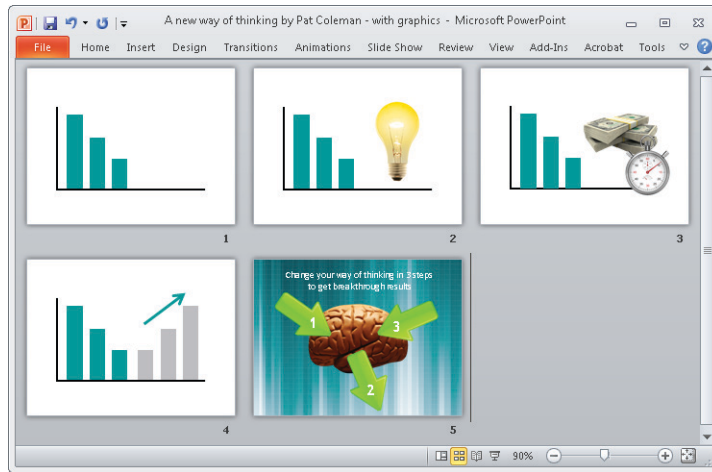 A new way of thinking by Pat Coleman - with graphics - Microsoft PowerPoint
File Home Insert Design Transitions Animations Slide Show Review View Add-Ins Acrobat Tools
1
2
3
4
Change your way of thinking in 3 steps
to get breakthrough results
1
3
2
5
90%